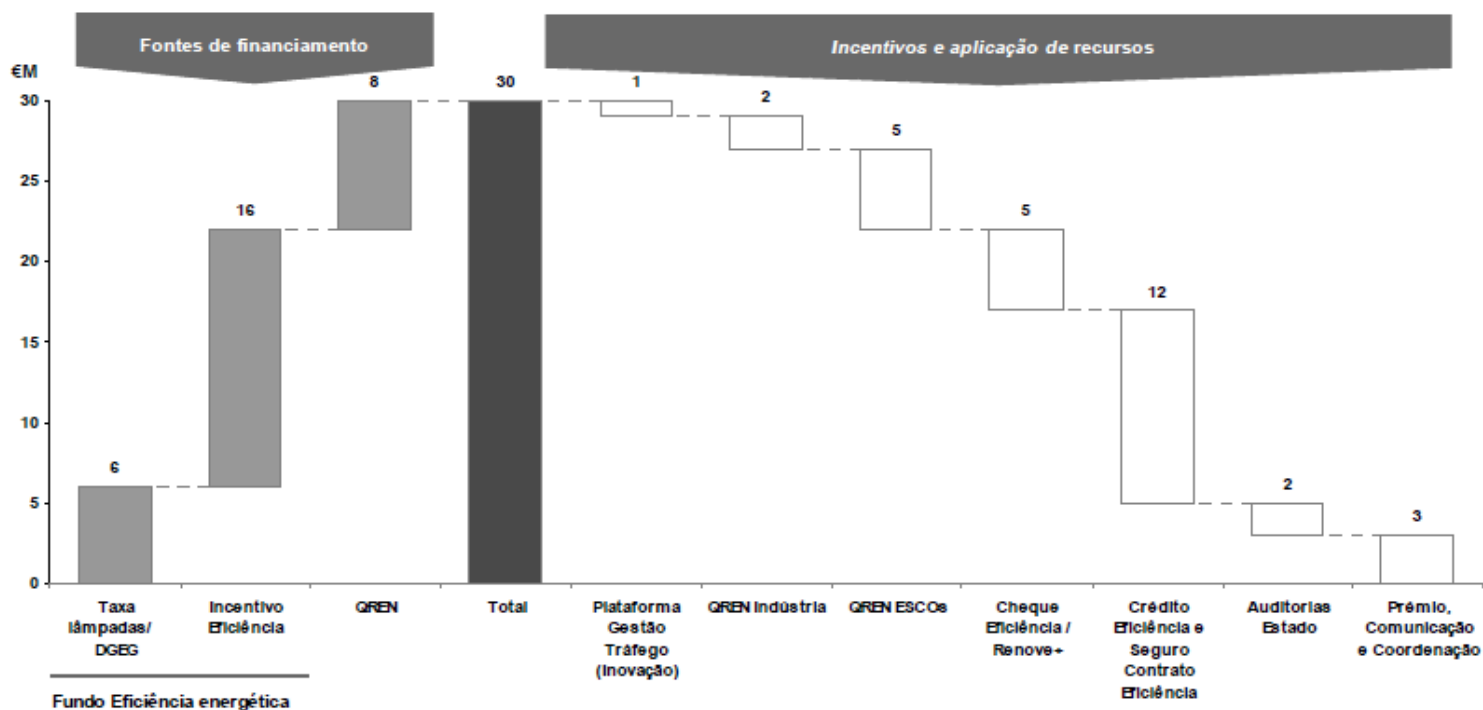 Fontes de financiamento
Incentivos e aplicação de recursos
€M
30
25
20
15
10
5
0
6
16
8
30
1
2
5
5
12
2
3
Taxa
lâmpadas/
DGEG
Incentivo
Eficiência
QREN
Total
Plataforma
Gestão
Tráfego
(Inovação)
QREN Indústria
QREN ESCOs
Cheque
Eficiência /
Renove+
Crédito
Eficiência e
Seguro
Contrato
Eficiência
Auditorias
Estado
Prémio,
Comunicação
e Coordenação
Fundo Eficiência energética